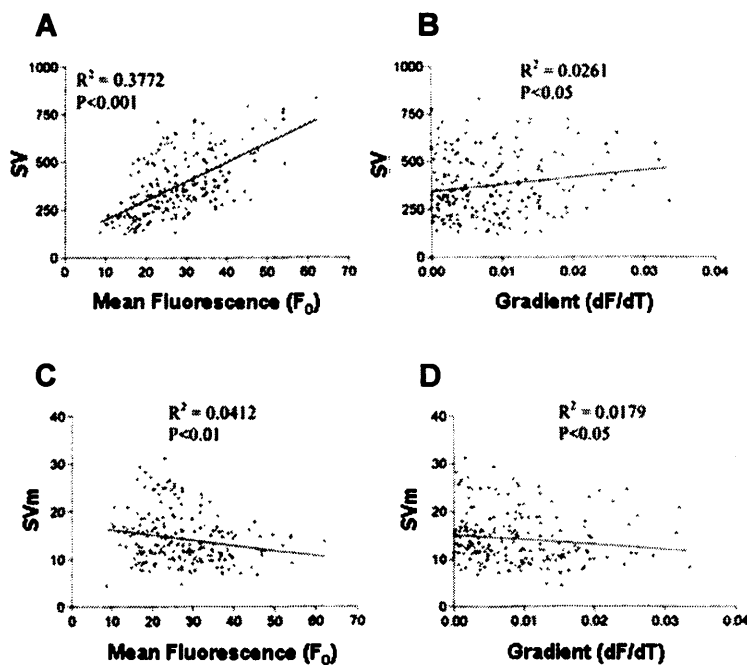 A
R² = 0.3772
P<0.001
1000
750
500
250
0
SV
0
10
20
30
40
50
60
70
Mean Fluorescence (F₀)
B
R² = 0.0261
P<0.05
1000
750
500
250
0
SV
0.00
0.01
0.02
0.03
0.04
Gradient (dF/dT)
C
R² = 0.0412
P<0.01
40
30
20
10
0
SVm
0
10
20
30
40
50
60
70
Mean Fluorescence (F₀)
D
R² = 0.0179
P<0.05
40
30
20
10
0
SVm
0.00
0.01
0.02
0.03
0.04
Gradient (dF/dT)